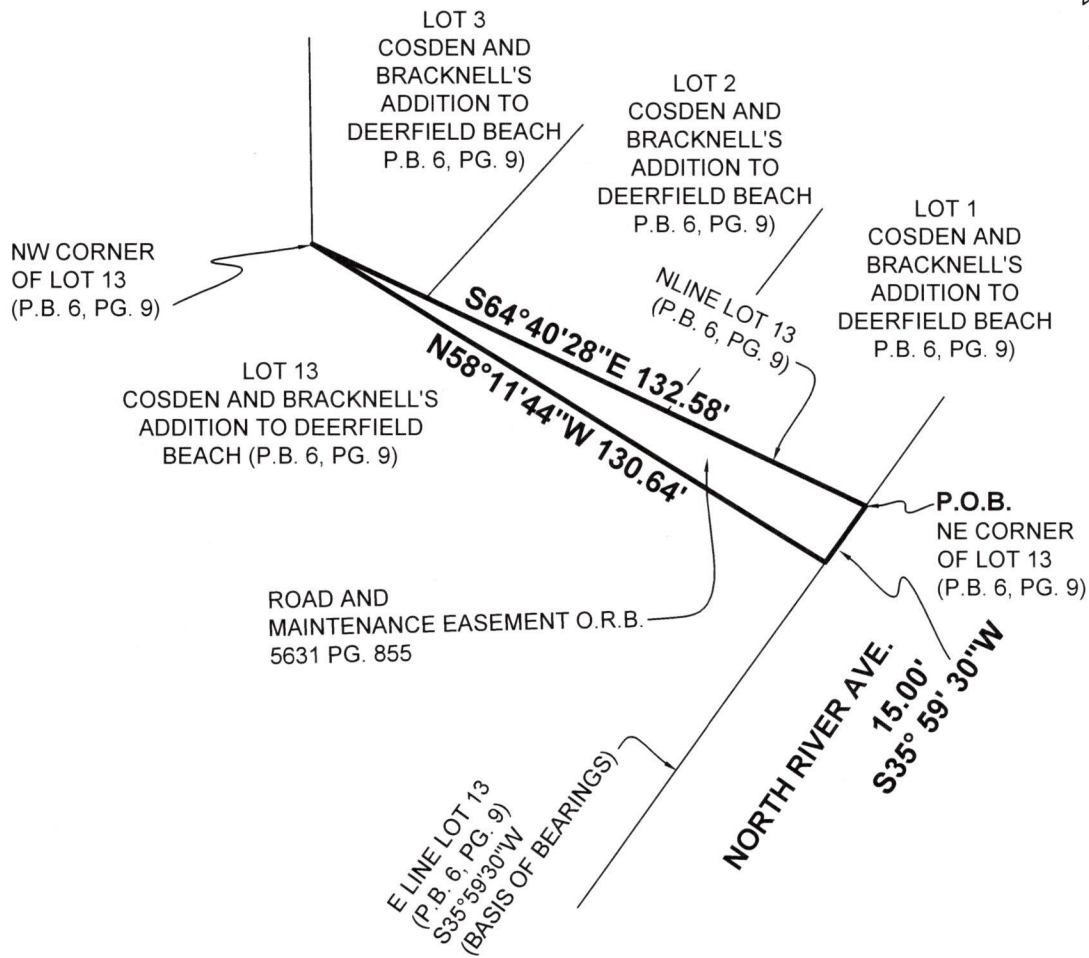 LOT 3
COSDEN AND
BRACKNELL'S
ADDITION TO
DEERFIELD BEACH
P.B. 6, PG. 9)
LOT 2
COSDEN AND
BRACKNELL'S
ADDITION TO
DEERFIELD BEACH
P.B. 6, PG. 9)
LOT 1
COSDEN AND
BRACKNELL'S
ADDITION TO
DEERFIELD BEACH
P.B. 6, PG. 9)
NW CORNER
OF LOT 13
(P.B. 6, PG. 9)
NLINE LOT 13
(P.B. 6, PG. 9)
S64°40'28"E 132.58'
N58°11'44"W 130.64'
LOT 13
COSDEN AND BRACKNELL'S
ADDITION TO DEERFIELD
BEACH (P.B. 6, PG. 9)
P.O.B.
NE CORNER
OF LOT 13
(P.B. 6, PG. 9)
ROAD AND
MAINTENANCE EASEMENT O.R.B.
5631 PG. 855
NORTH RIVER AVE.
15.00'
S35° 59' 30"W
E LINE LOT 13
(P.B. 6, PG. 9)
S35°59'30"W
(BASIS OF BEARINGS)